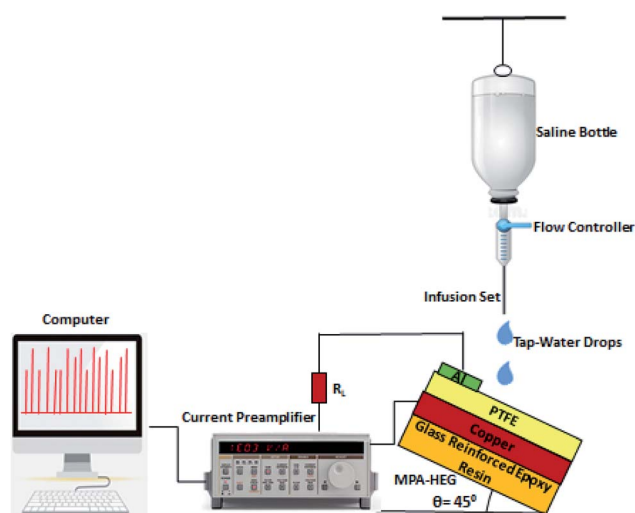 Saline Bottle
Flow Controller
Infusion Set
Computer
Tap-Water Drops
R_L
Al
PTFE
Current Preamplifier
Copper
Glass Reinforced Epoxy
Resin
MPA-HEG
θ= 45⁰